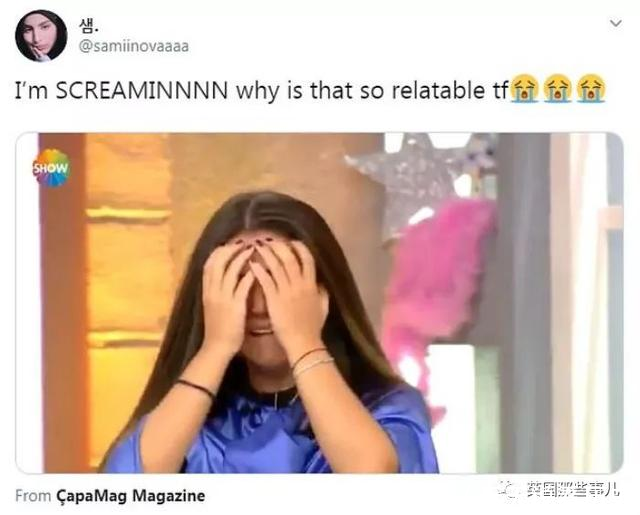 샘.
@samiinovaaaa
I'm SCREAMINNNN why is that so relatable tf😭😭😭
SHOW
From ÇapaMag Magazine
英国那些事儿